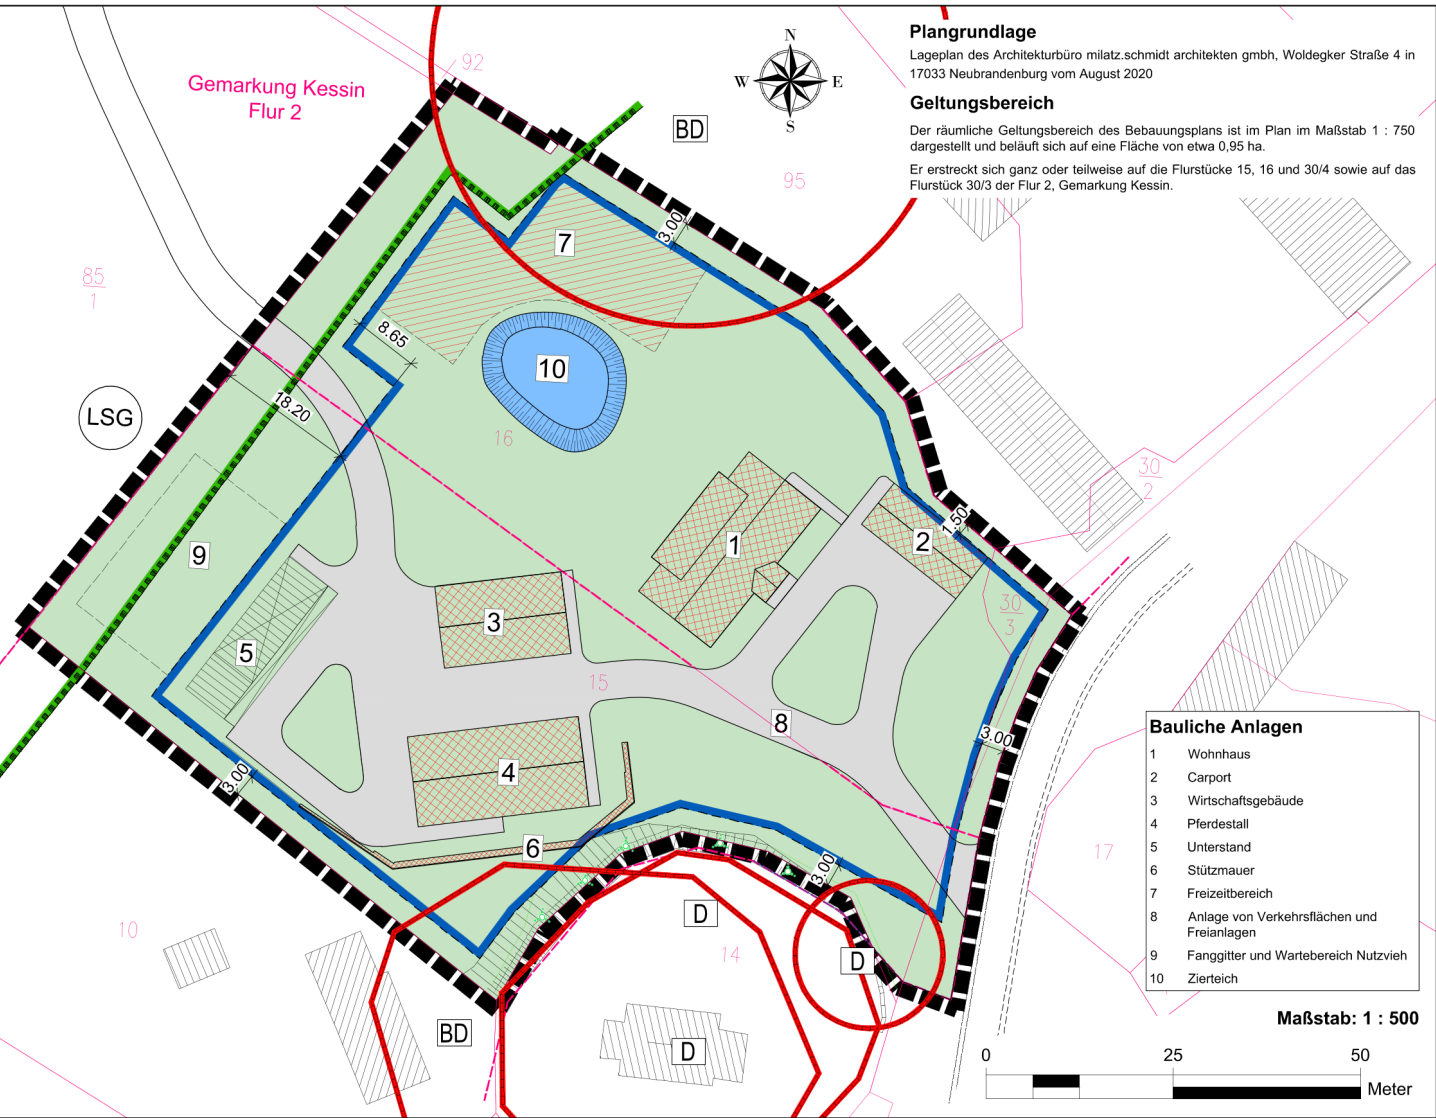 Plangrundlage
Lageplan des Architekturbüro milatz.schmidt architekten gmbh, Woldegker Straße 4 in
17033 Neubrandenburg vom August 2020
Geltungsbereich
Der räumliche Geltungsbereich des Bebauungsplans ist im Plan im Maßstab 1 : 750
dargestellt und beläuft sich auf eine Fläche von etwa 0,95 ha.
Er erstreckt sich ganz oder teilweise auf die Flurstücke 15, 16 und 30/4 sowie auf das
Flurstück 30/3 der Flur 2, Gemarkung Kessin.
Gemarkung Kessin
Flur 2
92
N
W
E
S
BD
95
85
1
7
3.00
8.65
10
18.20
LSG
16
30
2
1.50
9
1
2
3
30
3
5
15
8
3.00
4
3.00
6
3.00
17
10
D
14
D
BD
D
Bauliche Anlagen
1 Wohnhaus
2 Carport
3 Wirtschaftsgebäude
4 Pferdestall
5 Unterstand
6 Stützmauer
7 Freizeitbereich
8 Anlage von Verkehrsflächen und
Freianlagen
9 Fanggitter und Wartebereich Nutzvieh
10 Zierteich
Maßstab: 1 : 500
0
25
50
Meter